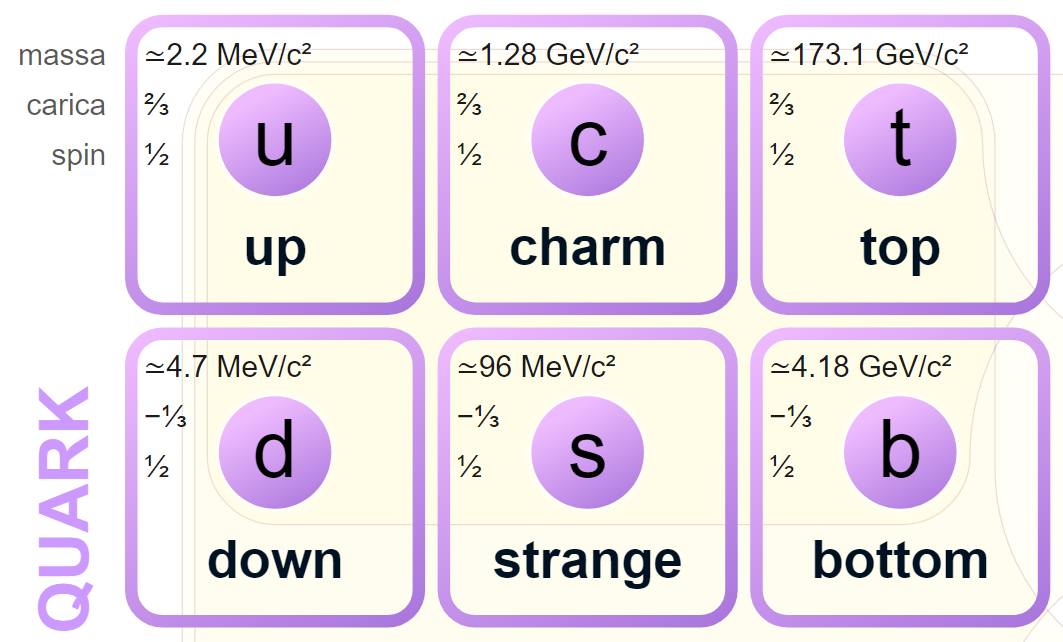 massa
carica
spin
≃2.2 MeV/c²
⅔
½
u
up
≃1.28 GeV/c²
⅔
½
c
charm
≃173.1 GeV/c²
⅔
½
t
top
QUARK
≃4.7 MeV/c²
−⅓
½
d
down
≃96 MeV/c²
−⅓
½
s
strange
≃4.18 GeV/c²
−⅓
½
b
bottom